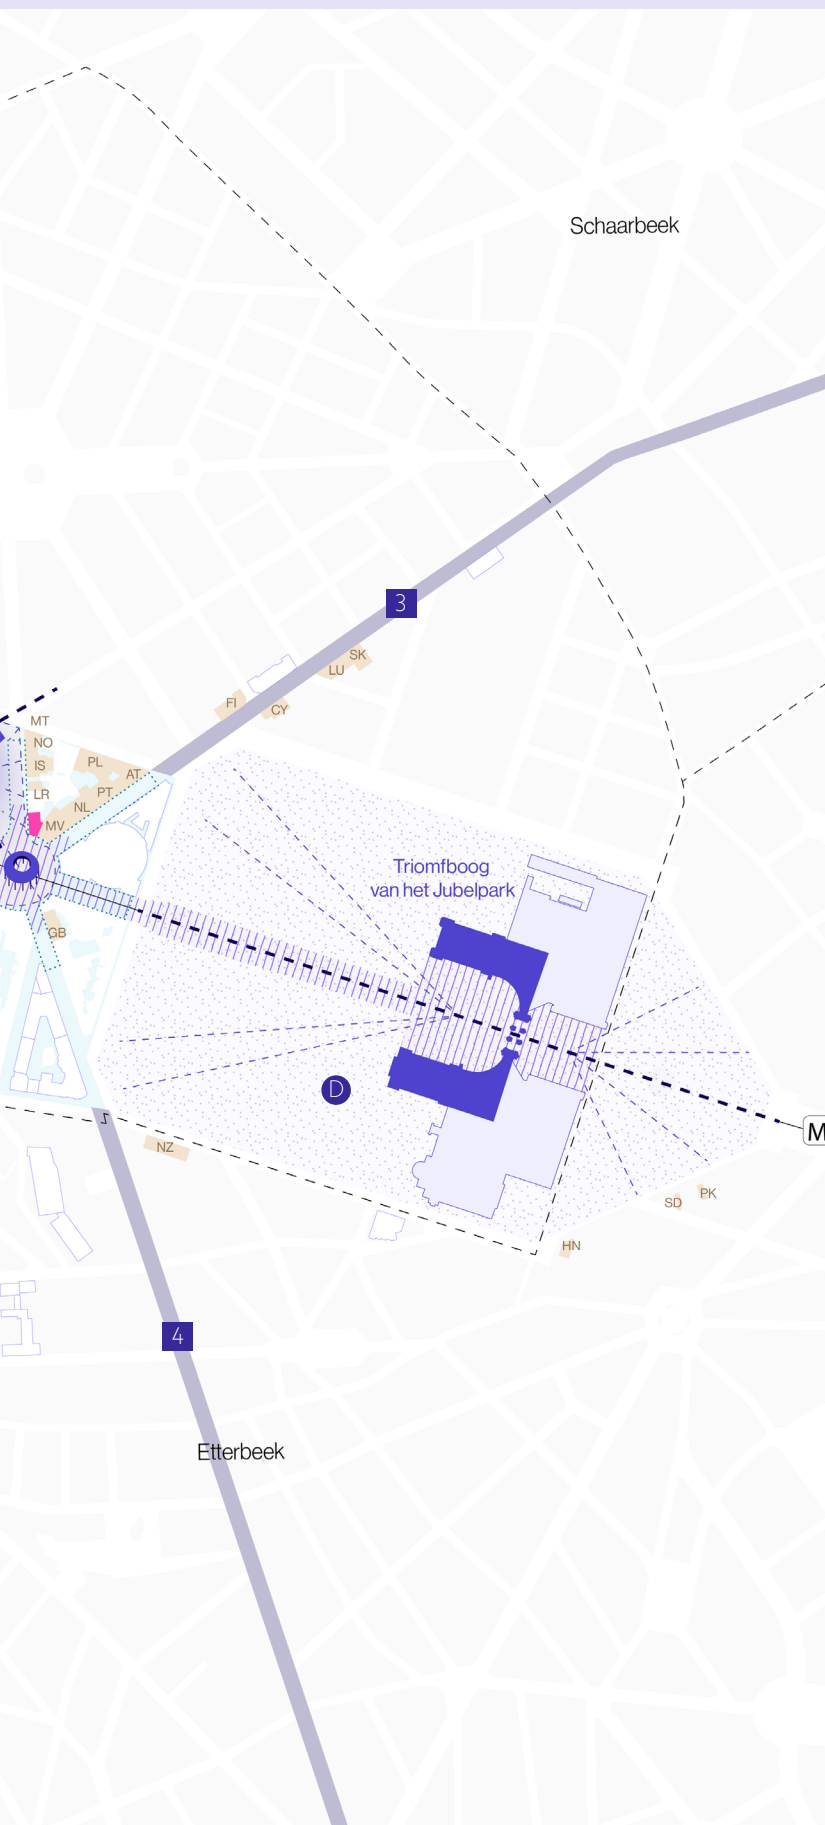 Schaarbeek
3
SK
LU
FI
CY
MT
NO
IS
PL
AT
LR
PT
NL
MV
Triomfboog
van het Jubelpark
GB
D
M
NZ
PK
SD
HN
4
Etterbeek